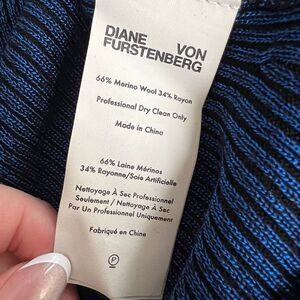 DIANE VON
FURSTENBERG
66% Merino Wool 34% Rayon
Professional Dry Clean Only
Made in China
66% Laine Mérinos
34% Rayonne/Soie Artificielle
Nettoyage À Sec Professionnel
Seulement / Nettoyage À Sec
Par Un Professionnel Uniquement
Fabriqué en Chine
P